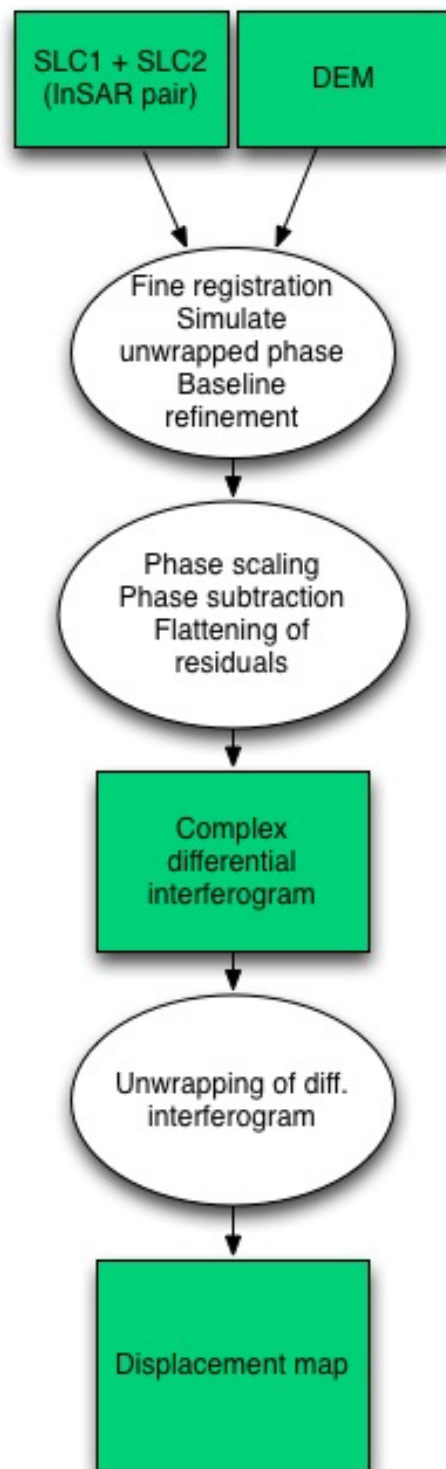 SLC1 + SLC2
(InSAR pair)
DEM
Fine registration
Simulate
unwrapped phase
Baseline
refinement
Phase scaling
Phase subtraction
Flattening of
residuals
Complex
differential
interferogram
Unwrapping of diff.
interferogram
Displacement map